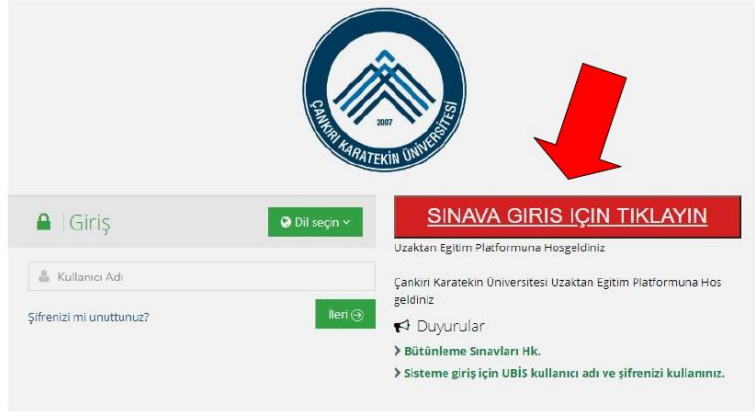 ÇANKIRI KARATEKİN ÜNİVERSİTESİ
2007
Giriş
Dil seçin
Kullanıcı Adı
Şifrenizi mi unuttunuz?
İleri
SINAVA GIRIS IÇIN TIKLAYIN
Uzaktan Egitim Platformuna Hosgeldiniz
Çankiri Karatekin Üniversitesi Uzaktan Egitim Platformuna Hos
geldiniz
Duyurular
Bütünleme Sınavları Hk.
Sisteme giriş için UBİS kullanıcı adı ve şifrenizi kullanınız.